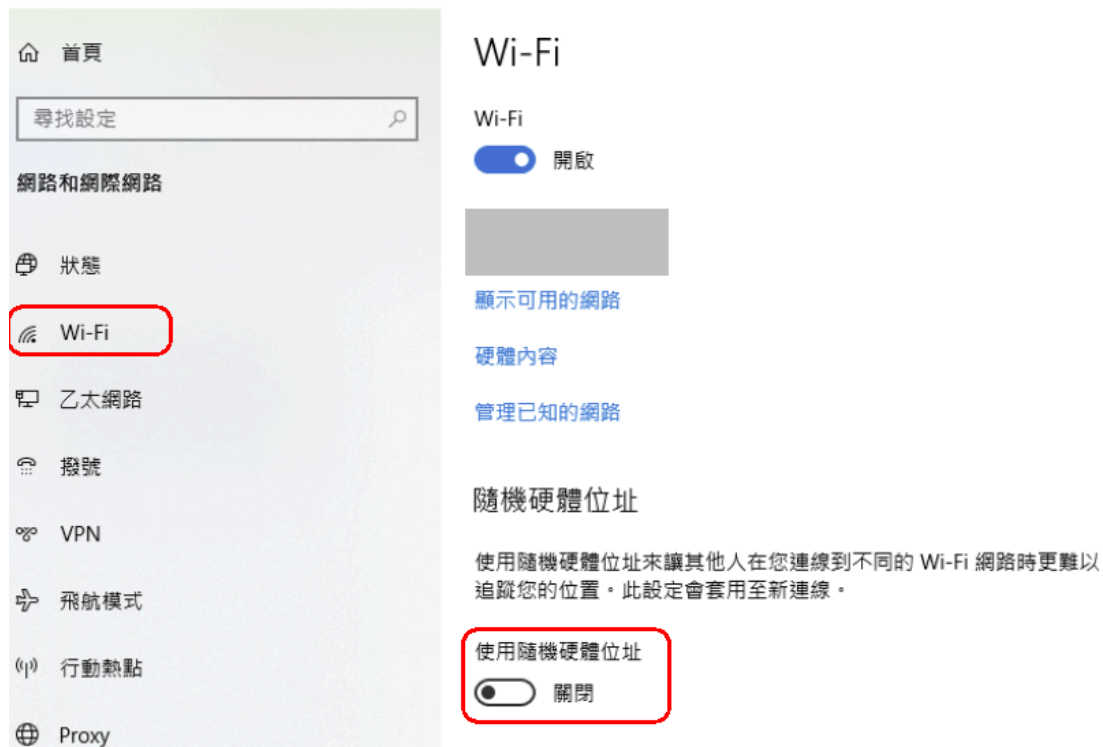 首頁
尋找設定
網路和網際網路
狀態
Wi-Fi
乙太網路
撥號
VPN
飛航模式
行動熱點
Proxy
Wi-Fi
Wi-Fi
開啟
顯示可用的網路
硬體內容
管理已知的網路
隨機硬體位址
使用隨機硬體位址來讓其他人在您連線到不同的 Wi-Fi 網路時更難以
追蹤您的位置。此設定會套用至新連線。
使用隨機硬體位址
關閉